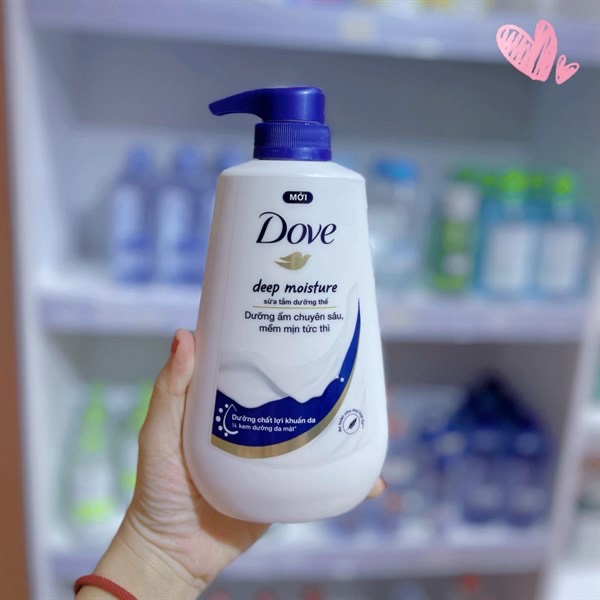 MỚI
Dove
deep moisture
sữa tắm dưỡng thể
Dưỡng ẩm chuyên sâu,
mềm mịn tức thì
Dưỡng chất lợi khuẩn da
¼ kem dưỡng da mặt*